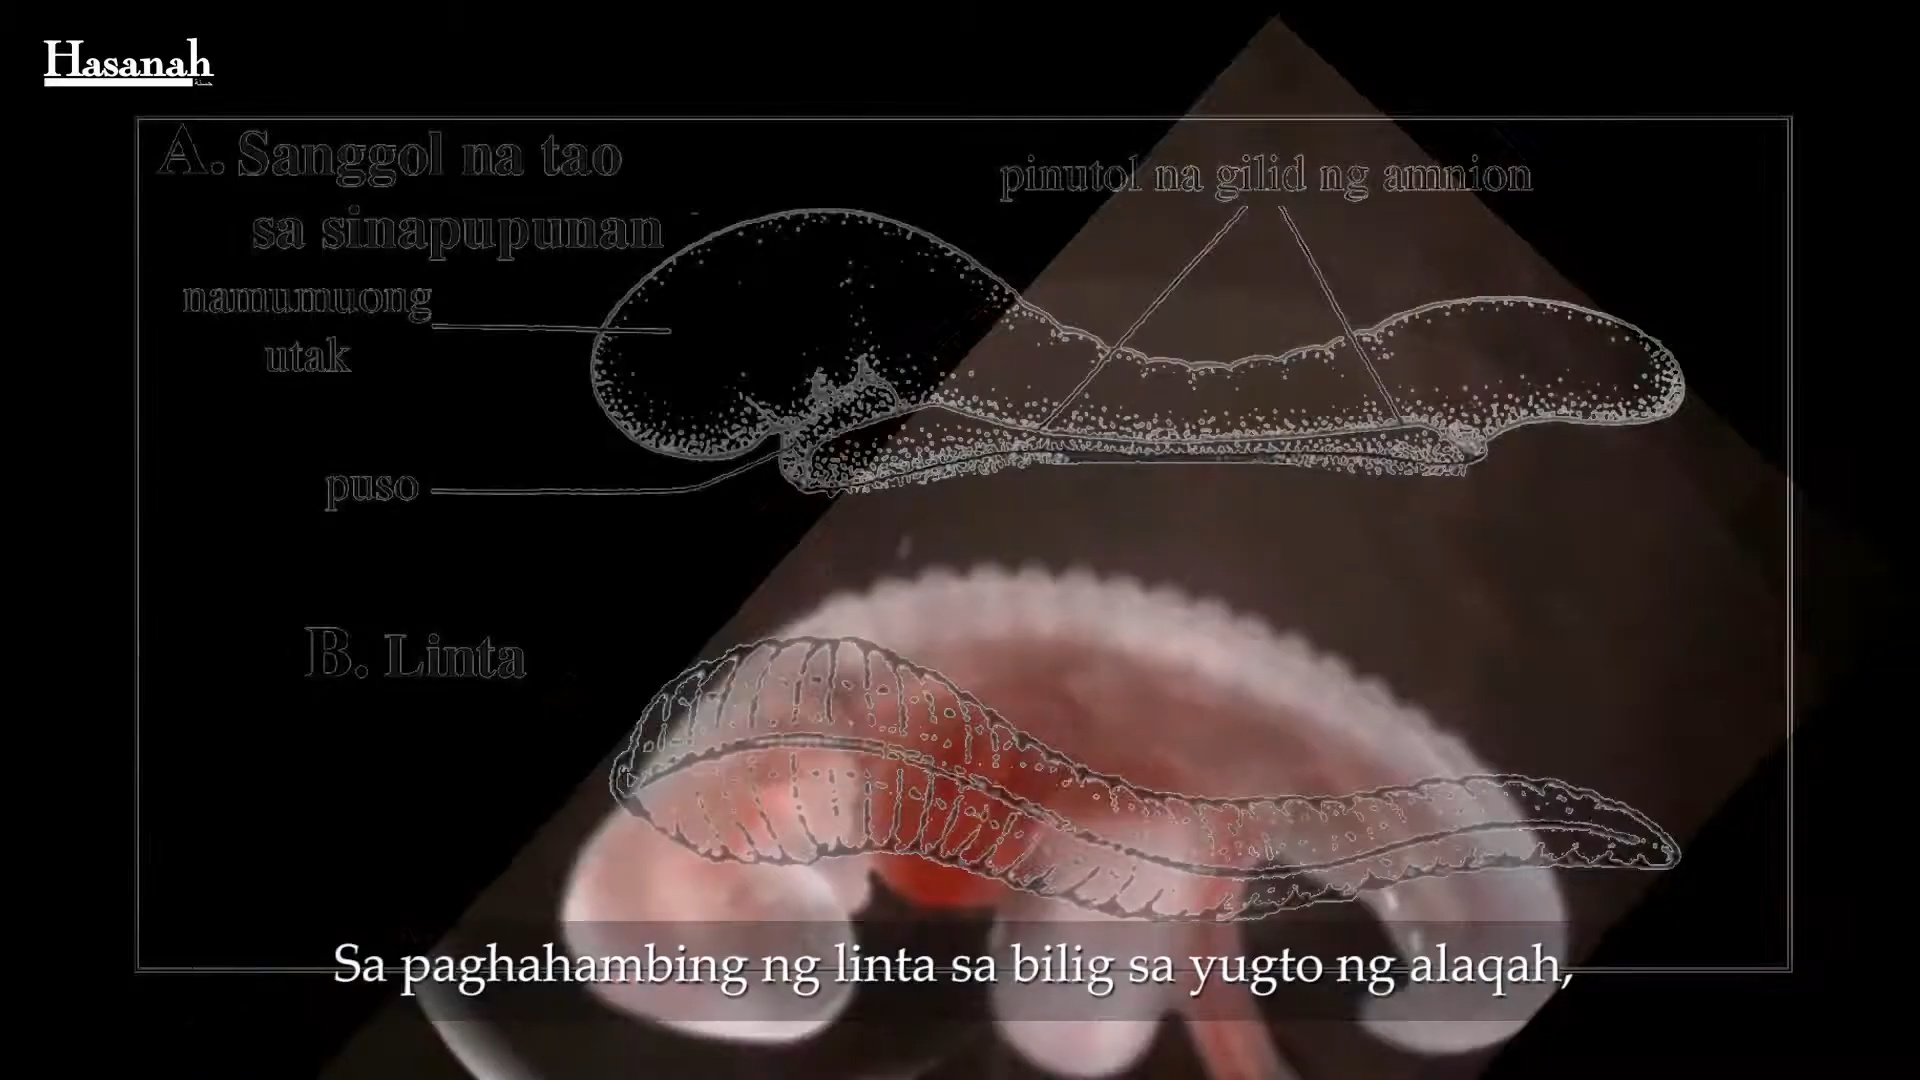 Hasanah
A. Sanggol na tao
sa sinapupunan
pinutol na gilid ng amnion
namumuong
utak
puso
B. Linta
Sa paghahambing ng linta sa bilig sa yugto ng alaqah,